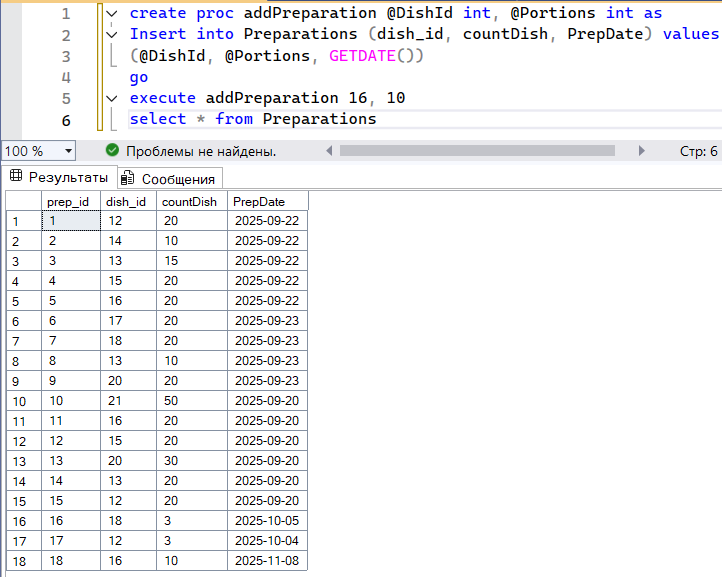 1 create proc addPreparation @DishId int, @Portions int as
2 Insert into Preparations (dish_id, countDish, PrepDate) values
3 (@DishId, @Portions, GETDATE())
4 go
5 execute addPreparation 16, 10
6 select * from Preparations
100 % Проблемы не найдены. Стр: 6
Результаты Сообщения
prep_id dish_id countDish PrepDate
1 1 12 20 2025-09-22
2 2 14 10 2025-09-22
3 3 13 15 2025-09-22
4 4 15 20 2025-09-22
5 5 16 20 2025-09-22
6 6 17 20 2025-09-23
7 7 18 20 2025-09-23
8 8 13 10 2025-09-23
9 9 20 20 2025-09-23
10 10 21 50 2025-09-20
11 11 16 20 2025-09-20
12 12 15 20 2025-09-20
13 13 20 30 2025-09-20
14 14 13 20 2025-09-20
15 15 12 20 2025-09-20
16 16 18 3 2025-10-05
17 17 12 3 2025-10-04
18 18 16 10 2025-11-08